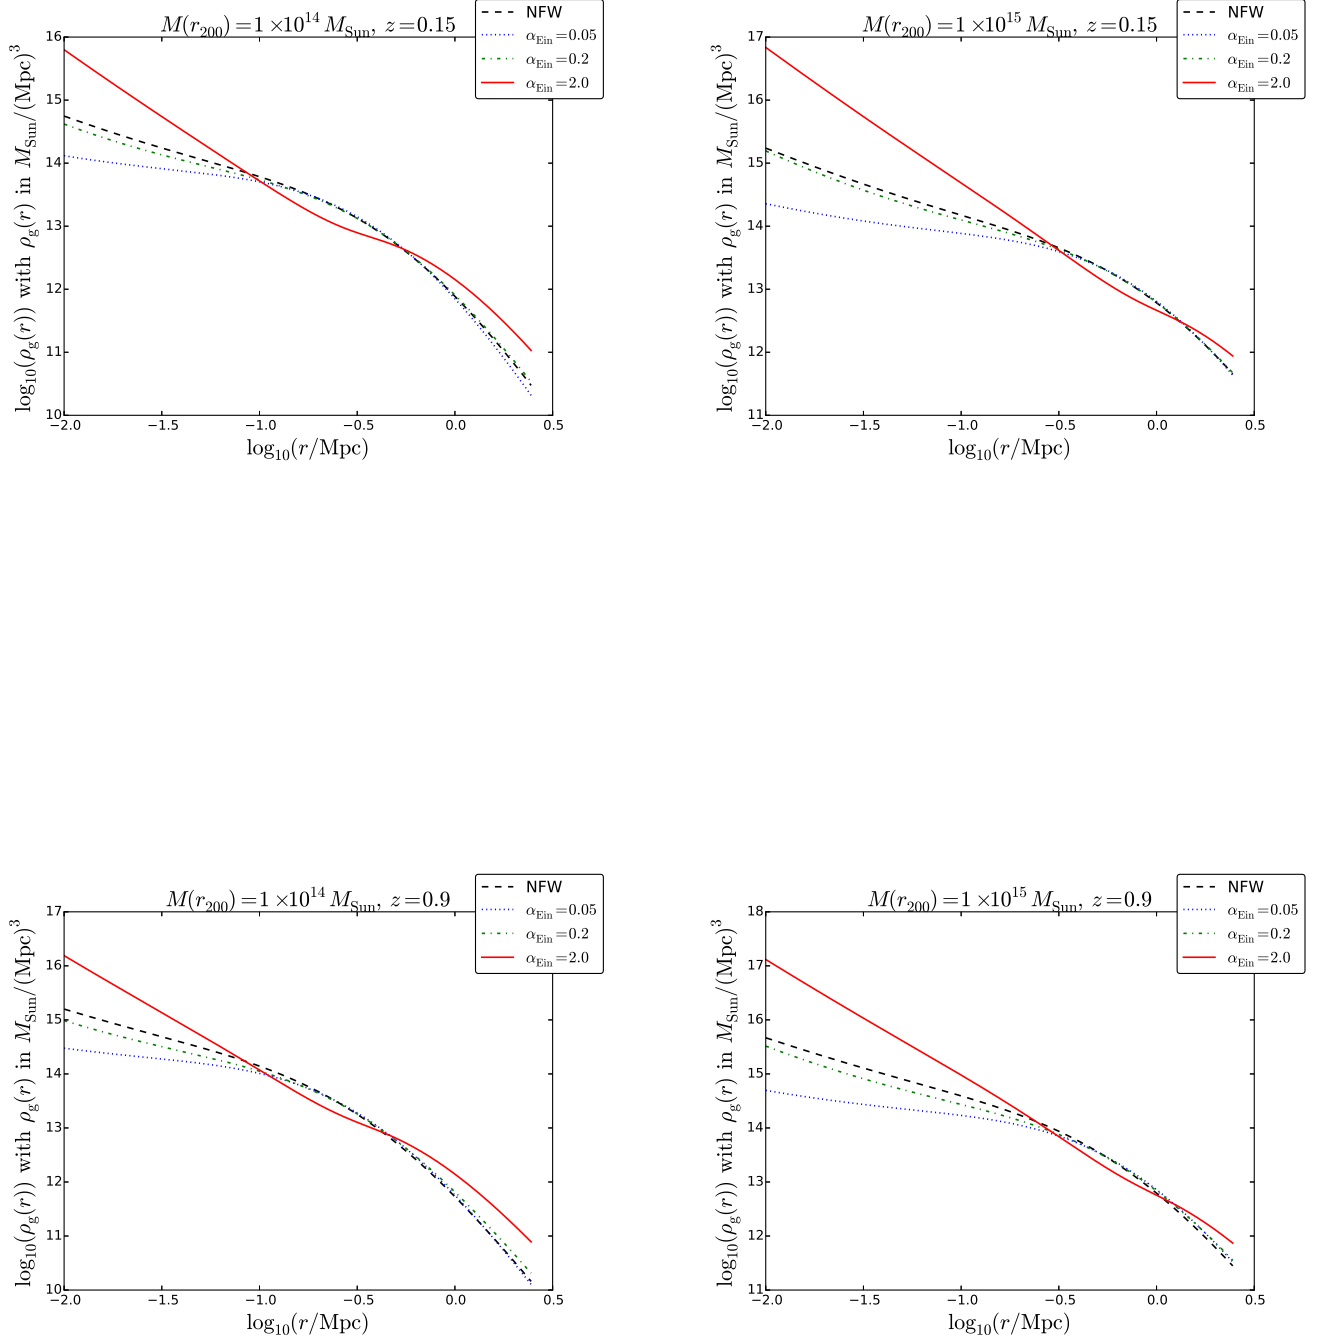 M(r200) = 1 ×10^14 MSun, z = 0.15
NFW
αEin = 0.05
αEin = 0.2
αEin = 2.0
16
15
14
13
12
11
10
log10(ρg(r)) with ρg(r) in MSun/(Mpc)^3
−2.0 −1.5 −1.0 −0.5 0.0 0.5
log10(r/Mpc)
M(r200) = 1 ×10^15 MSun, z = 0.15
NFW
αEin = 0.05
αEin = 0.2
αEin = 2.0
17
16
15
14
13
12
11
log10(ρg(r)) with ρg(r) in MSun/(Mpc)^3
−2.0 −1.5 −1.0 −0.5 0.0 0.5
log10(r/Mpc)
M(r200) = 1 ×10^14 MSun, z = 0.9
NFW
αEin = 0.05
αEin = 0.2
αEin = 2.0
17
16
15
14
13
12
11
10
log10(ρg(r)) with ρg(r) in MSun/(Mpc)^3
−2.0 −1.5 −1.0 −0.5 0.0 0.5
log10(r/Mpc)
M(r200) = 1 ×10^15 MSun, z = 0.9
NFW
αEin = 0.05
αEin = 0.2
αEin = 2.0
18
17
16
15
14
13
12
11
log10(ρg(r)) with ρg(r) in MSun/(Mpc)^3
−2.0 −1.5 −1.0 −0.5 0.0 0.5
log10(r/Mpc)